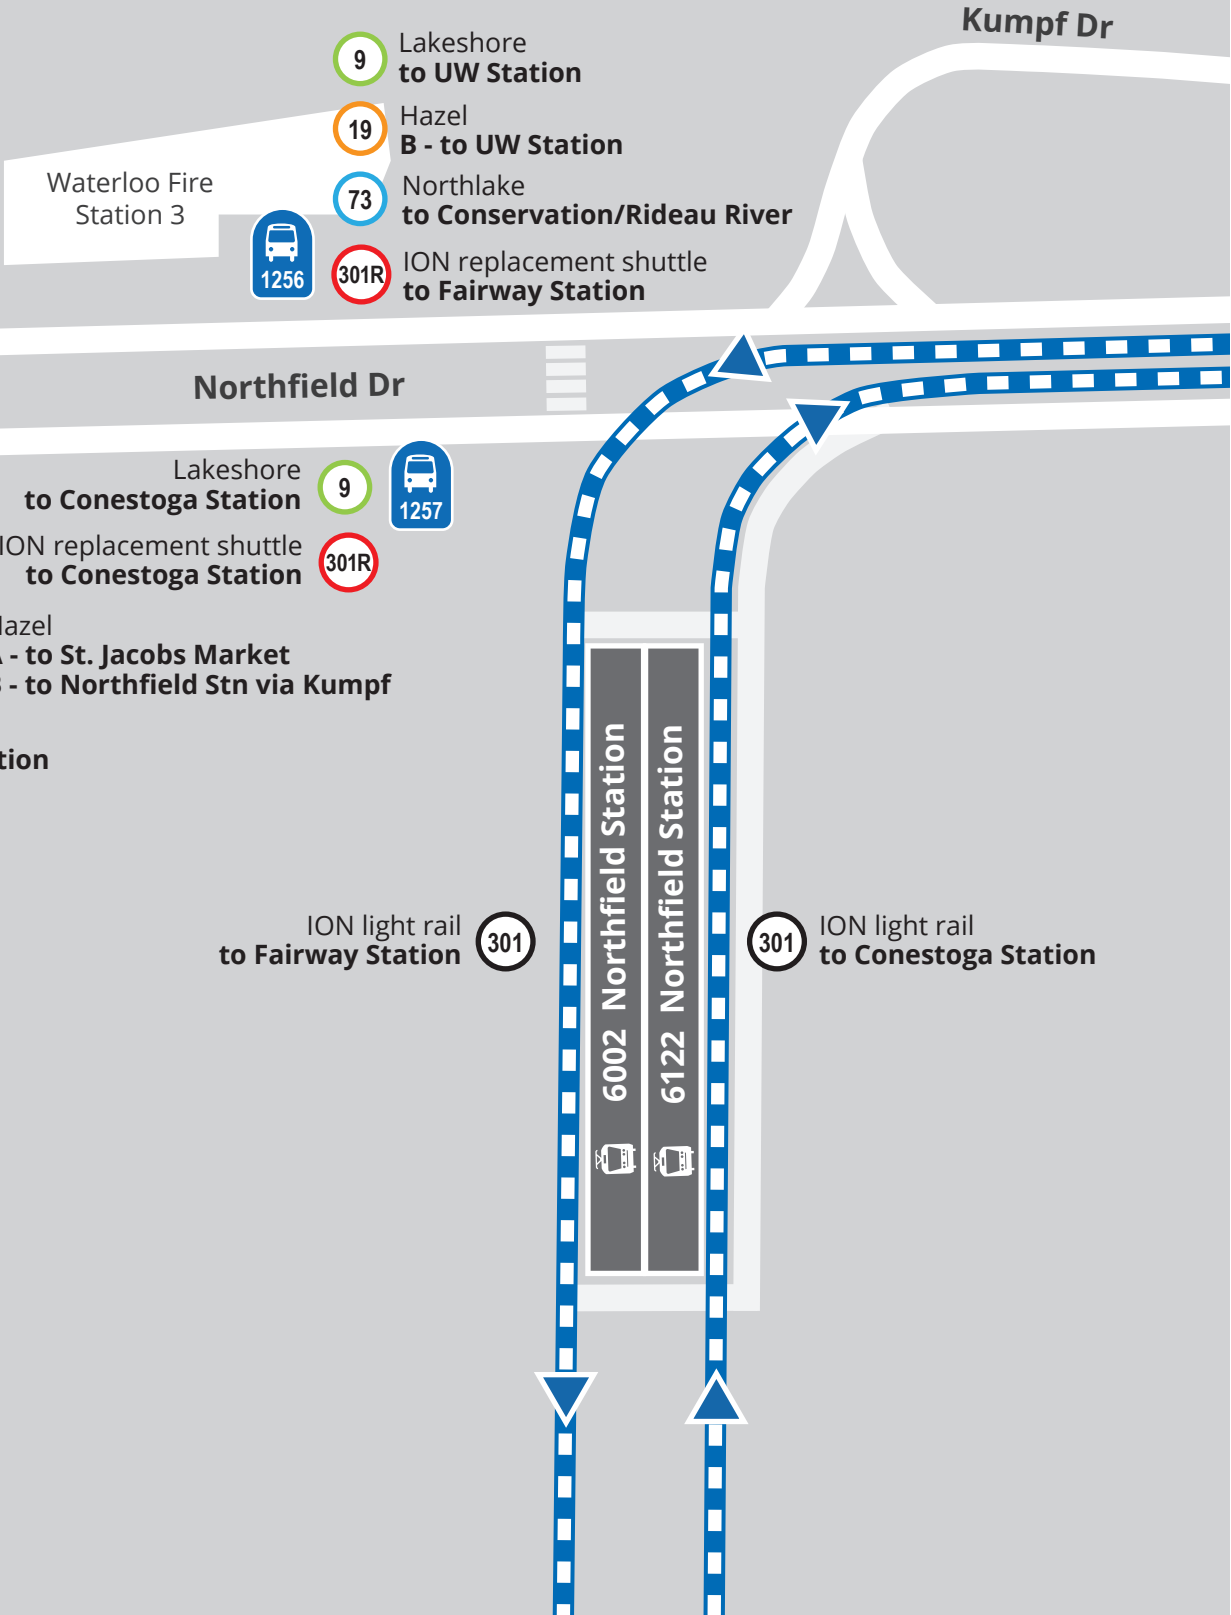 Kumpf Dr
9 Lakeshore
to UW Station
19 Hazel
B - to UW Station
Waterloo Fire
Station 3
73 Northlake
to Conservation/Rideau River
1256
301R ION replacement shuttle
to Fairway Station
Northfield Dr
Lakeshore 9
to Conestoga Station
1257
ION replacement shuttle 301R
to Conestoga Station
azel
- to St. Jacobs Market
- to Northfield Stn via Kumpf
tion
6002 Northfield Station
6122 Northfield Station
ION light rail 301
to Fairway Station
301 ION light rail
to Conestoga Station